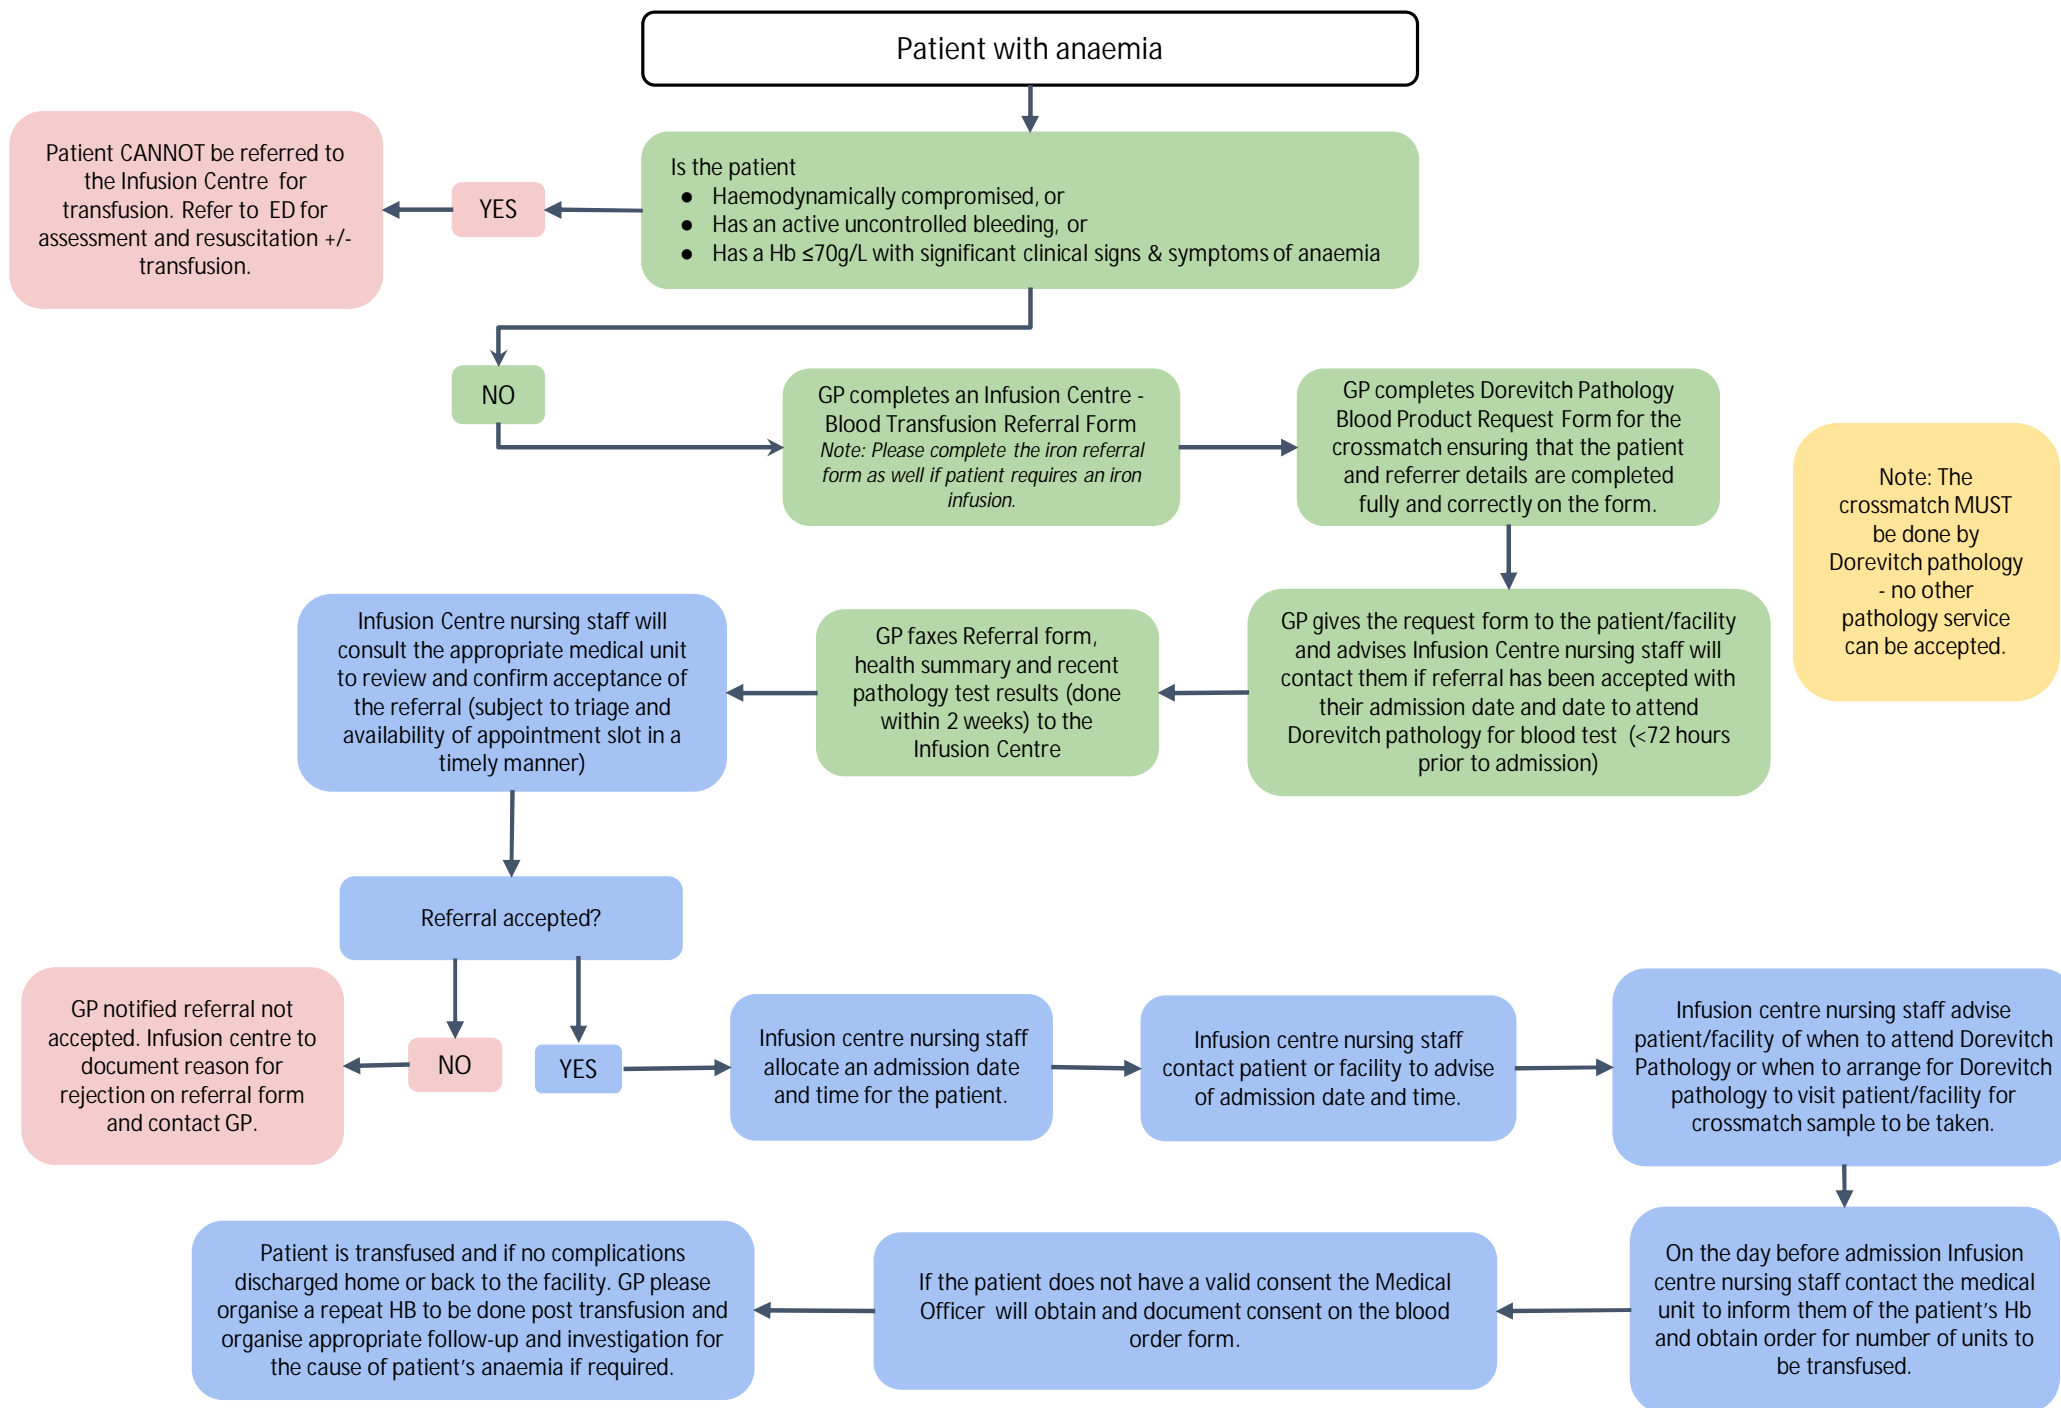 Patient with anaemia
Patient CANNOT be referred to
the Infusion Centre for
transfusion. Refer to ED for
assessment and resuscitation +/-
transfusion.
YES
Is the patient
● Haemodynamically compromised, or
● Has an active uncontrolled bleeding, or
● Has a Hb ≤70g/L with significant clinical signs & symptoms of anaemia
NO
GP completes an Infusion Centre -
Blood Transfusion Referral Form
Note: Please complete the iron referral
form as well if patient requires an iron
infusion.
GP completes Dorevitch Pathology
Blood Product Request Form for the
crossmatch ensuring that the patient
and referrer details are completed
fully and correctly on the form.
Note: The
crossmatch MUST
be done by
Dorevitch pathology
- no other
pathology service
can be accepted.
GP gives the request form to the patient/facility
and advises Infusion Centre nursing staff will
contact them if referral has been accepted with
their admission date and date to attend
Dorevitch pathology for blood test (<72 hours
prior to admission)
GP faxes Referral form,
health summary and recent
pathology test results (done
within 2 weeks) to the
Infusion Centre
Infusion Centre nursing staff will
consult the appropriate medical unit
to review and confirm acceptance of
the referral (subject to triage and
availability of appointment slot in a
timely manner)
Referral accepted?
NO
GP notified referral not
accepted. Infusion centre to
document reason for
rejection on referral form
and contact GP.
YES
Infusion centre nursing staff
allocate an admission date
and time for the patient.
Infusion centre nursing staff
contact patient or facility to advise
of admission date and time.
Infusion centre nursing staff advise
patient/facility of when to attend Dorevitch
Pathology or when to arrange for Dorevitch
pathology to visit patient/facility for
crossmatch sample to be taken.
On the day before admission Infusion
centre nursing staff contact the medical
unit to inform them of the patient's Hb
and obtain order for number of units to
be transfused.
If the patient does not have a valid consent the Medical
Officer will obtain and document consent on the blood
order form.
Patient is transfused and if no complications
discharged home or back to the facility. GP please
organise a repeat HB to be done post transfusion and
organise appropriate follow-up and investigation for
the cause of patient's anaemia if required.